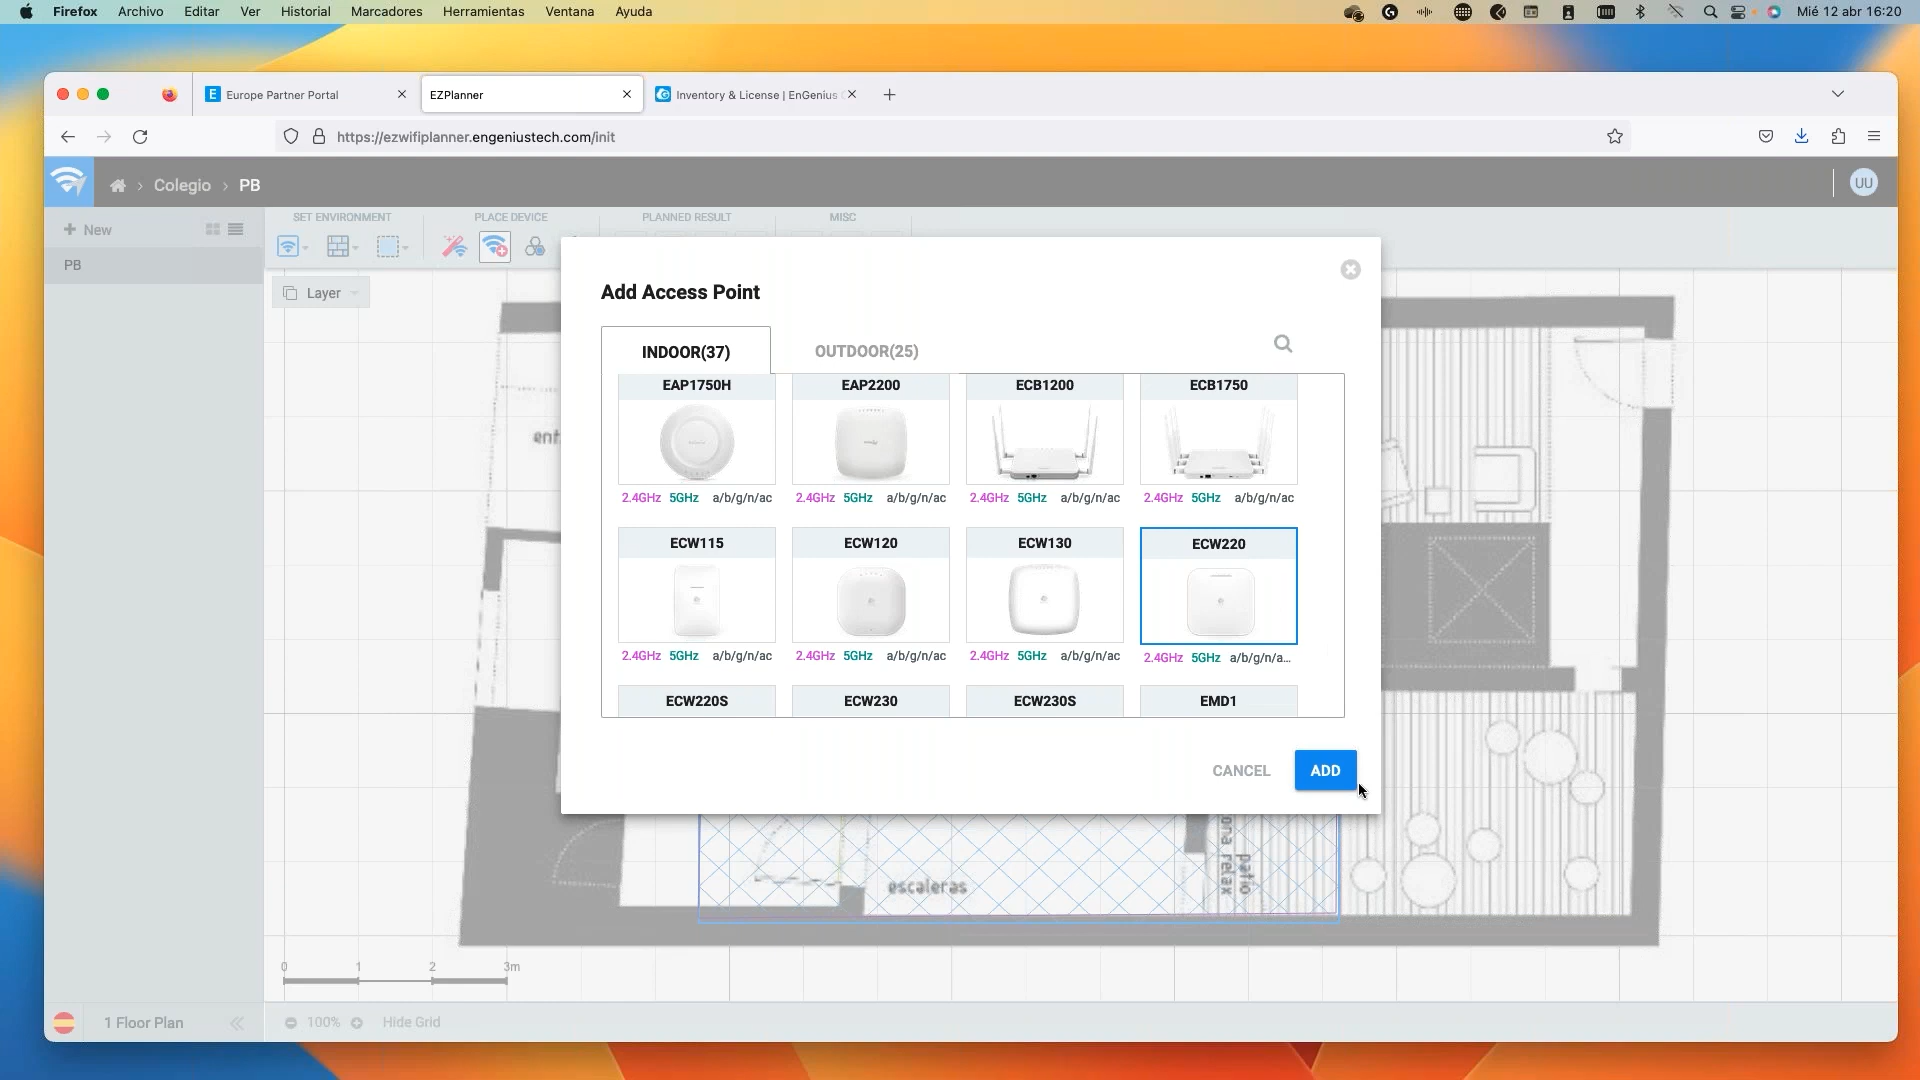 Firefox Archivo Editar Ver Historial Marcadores Herramientas Ventana Ayuda Mié 12 abr 16:20
Europe Partner Portal EZPlanner Inventory & License | EnGenius
https://ezwifiplanner.engeniustech.com/init
Colegio PB UU
New SET ENVIRONMENT PLACE DEVICE PLANNED RESULT MISC
PB
Layer
Add Access Point
INDOOR(37) OUTDOOR(25)
EAP1750H EAP2200 ECB1200 ECB1750
2.4GHz 5GHz a/b/g/n/ac 2.4GHz 5GHz a/b/g/n/ac 2.4GHz 5GHz a/b/g/n/ac 2.4GHz 5GHz a/b/g/n/ac
ECW115 ECW120 ECW130 ECW220
2.4GHz 5GHz a/b/g/n/ac 2.4GHz 5GHz a/b/g/n/ac 2.4GHz 5GHz a/b/g/n/ac 2.4GHz 5GHz a/b/g/n/a...
ECW220S ECW230 ECW230S EMD1
CANCEL ADD
escaleras
patio
relax
0 1 2 3m
1 Floor Plan 100% Hide Grid